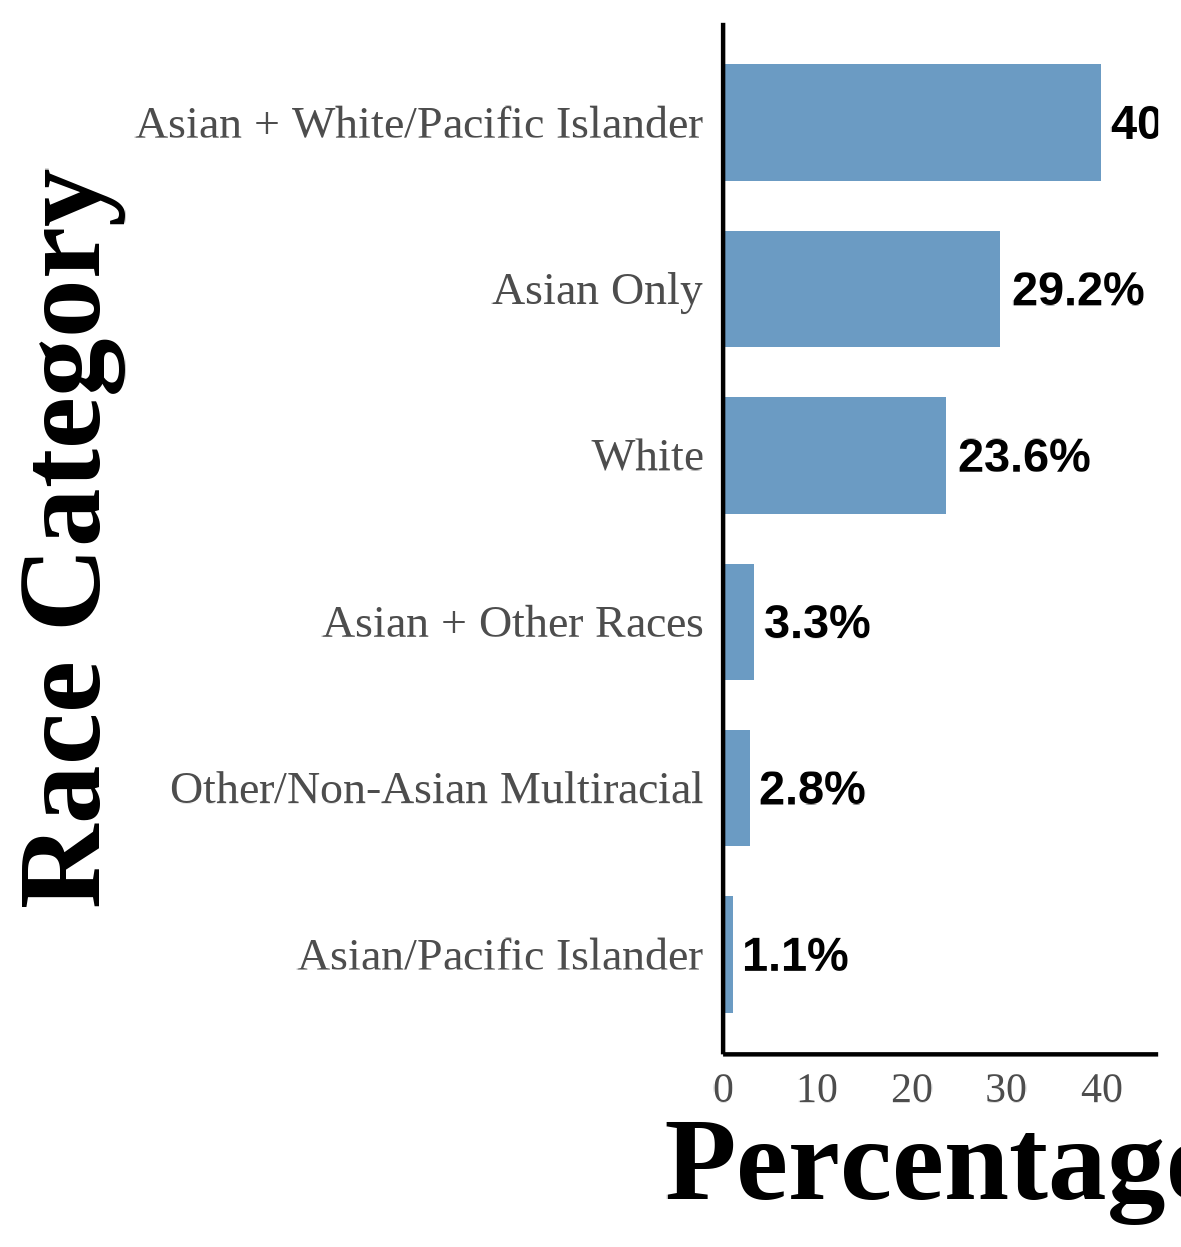 Race Category
Asian + White/Pacific Islander 40
Asian Only 29.2%
White 23.6%
Asian + Other Races 3.3%
Other/Non-Asian Multiracial 2.8%
Asian/Pacific Islander 1.1%
0 10 20 30 40
Percentage